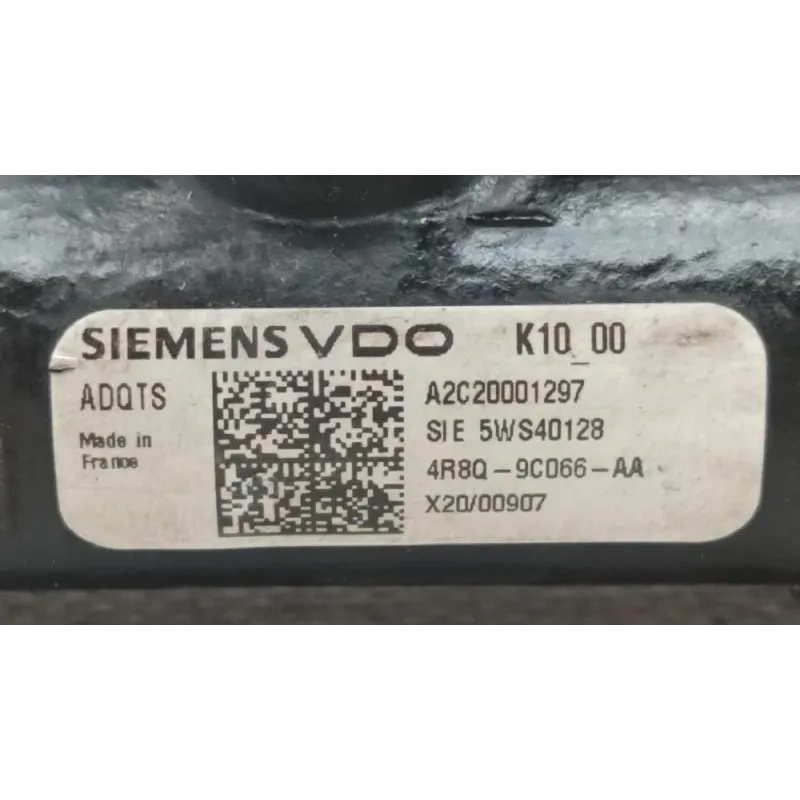 SIEMENS VDO K10_00
ADQTS
Made in
France
A2C20001297
SIE 5WS40128
4R8Q-9C066-AA
X20/00907